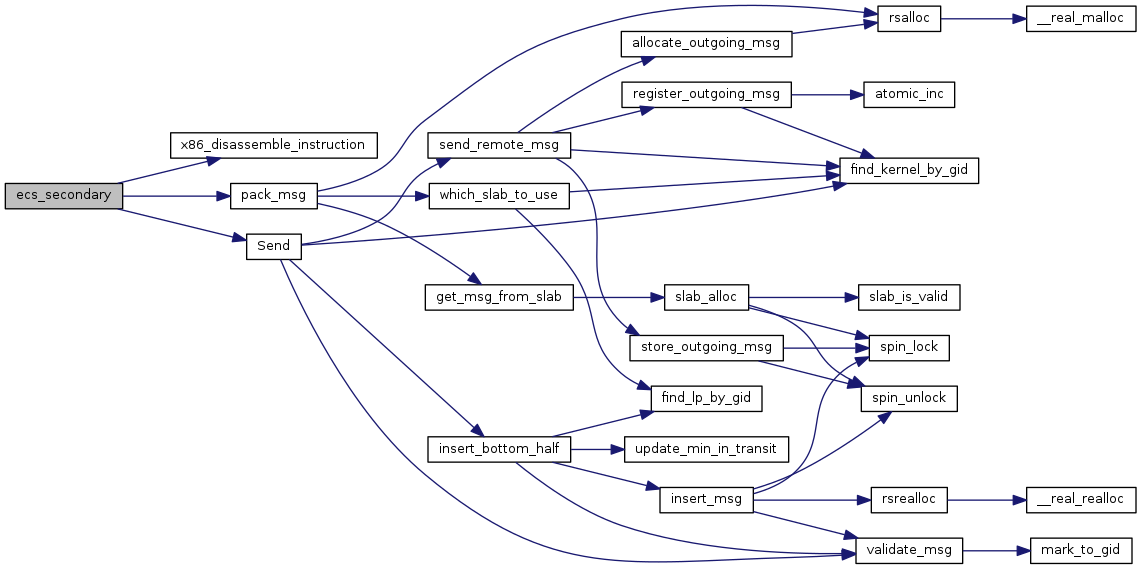 ecs_secondary
x86_disassemble_instruction
pack_msg
Send
send_remote_msg
which_slab_to_use
get_msg_from_slab
insert_bottom_half
allocate_outgoing_msg
register_outgoing_msg
slab_alloc
store_outgoing_msg
find_lp_by_gid
update_min_in_transit
insert_msg
rsalloc
atomic_inc
find_kernel_by_gid
slab_is_valid
spin_lock
spin_unlock
rsrealloc
validate_msg
__real_malloc
__real_realloc
mark_to_gid